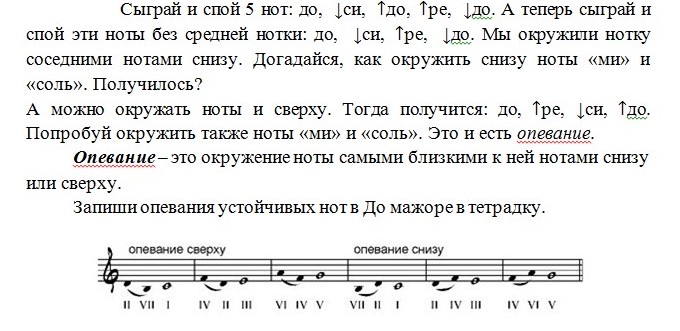 Сыграй и спой 5 нот: до, ↓си, ↑до, ↑ре, ↓до. А теперь сыграй и
спой эти ноты без средней нотки: до, ↓си, ↑ре, ↓до. Мы окружили нотку
соседними нотами снизу. Догадайся, как окружить снизу ноты «ми» и
«соль». Получилось?
А можно окружать ноты и сверху. Тогда получится: до, ↑ре, ↓си, ↑до.
Попробуй окружить также ноты «ми» и «соль». Это и есть опевание.
Опевание – это окружение ноты самыми близкими к ней нотами снизу
или сверху.
Запиши опевания устойчивых нот в До мажоре в тетрадку.
опевание сверху опевание снизу
II VII I IV II III VI IV V VII II I II IV III IV VI V